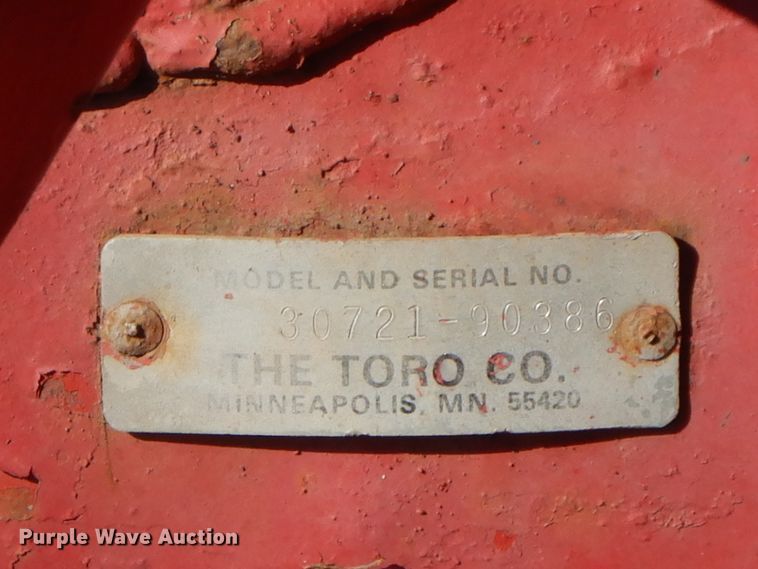 MODEL AND SERIAL NO.
30721-90386
THE TORO CO.
MINNEAPOLIS, MN. 55420
Purple Wave Auction